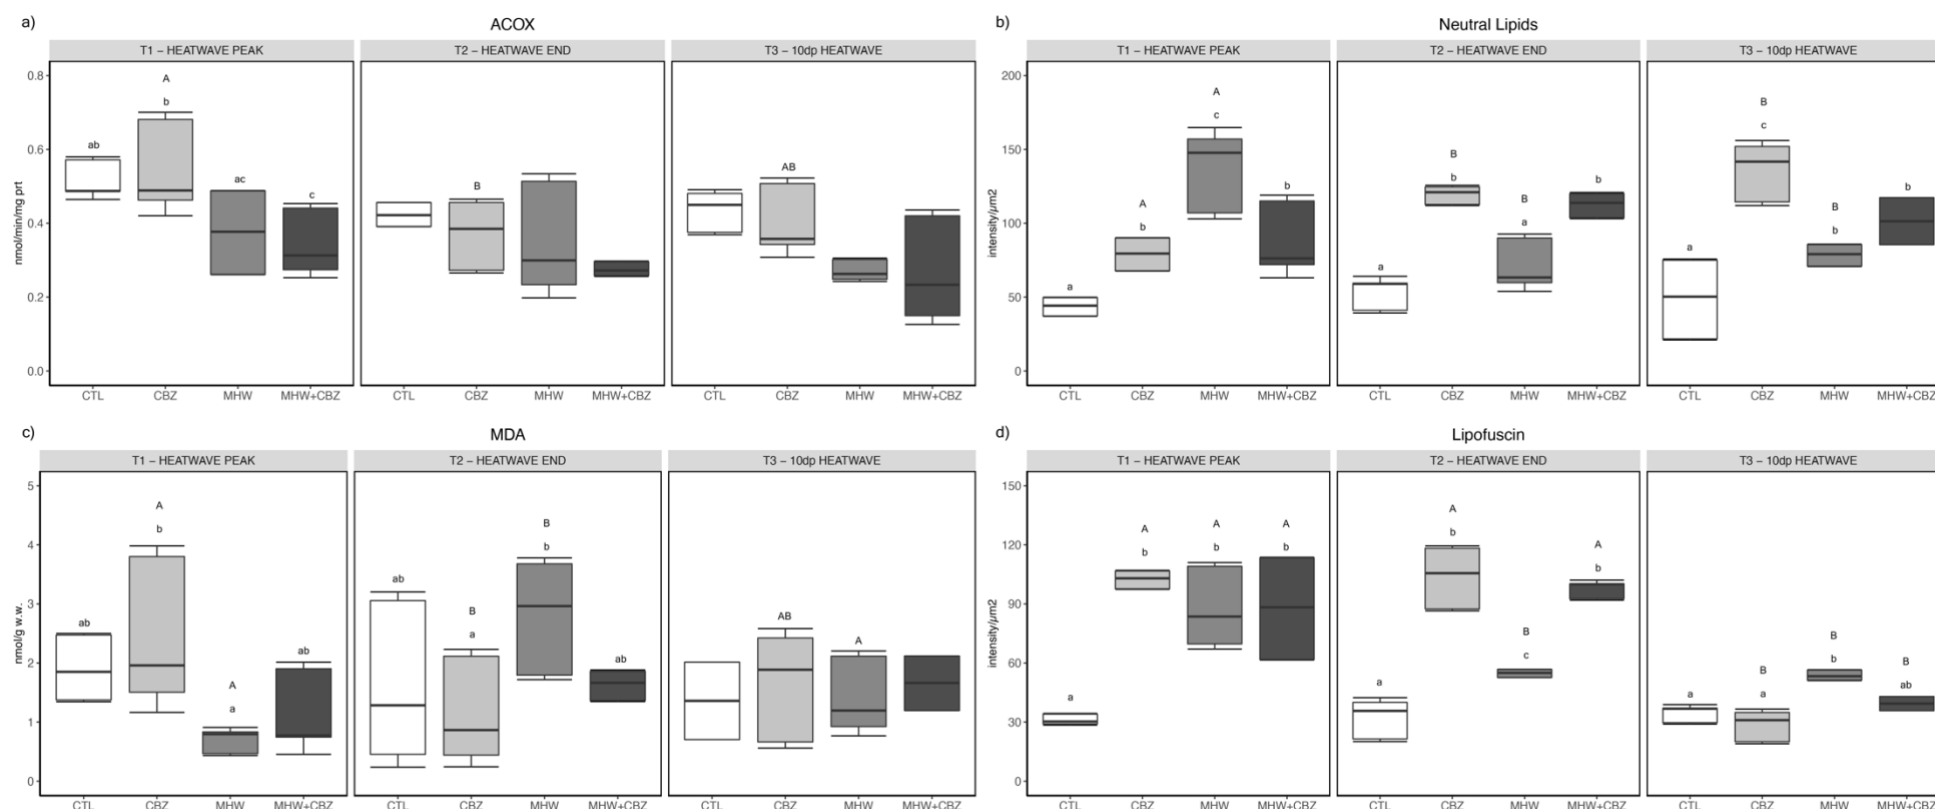 a)
ACOX
T1 – HEATWAVE PEAK
T2 – HEATWAVE END
T3 – 10dp HEATWAVE
nmol/min/mg prt
0.8
0.6
0.4
0.2
0.0
ab
A
b
ac
c
B
AB
CTL CBZ MHW MHW+CBZ
CTL CBZ MHW MHW+CBZ
CTL CBZ MHW MHW+CBZ
b)
Neutral Lipids
T1 – HEATWAVE PEAK
T2 – HEATWAVE END
T3 – 10dp HEATWAVE
intensity/µm2
200
150
100
50
0
a
A
b
A
c
b
a
B
b
B
a
b
a
B
c
B
b
b
CTL CBZ MHW MHW+CBZ
CTL CBZ MHW MHW+CBZ
CTL CBZ MHW MHW+CBZ
c)
MDA
T1 – HEATWAVE PEAK
T2 – HEATWAVE END
T3 – 10dp HEATWAVE
nmol/g w.w.
5
4
3
2
1
0
ab
A
b
A
a
ab
ab
B
a
B
b
ab
AB
A
CTL CBZ MHW MHW+CBZ
CTL CBZ MHW MHW+CBZ
CTL CBZ MHW MHW+CBZ
d)
Lipofuscin
T1 – HEATWAVE PEAK
T2 – HEATWAVE END
T3 – 10dp HEATWAVE
intensity/µm2
150
120
90
60
30
0
a
A
b
A
b
A
b
a
A
b
B
c
A
b
a
B
a
B
b
B
ab
CTL CBZ MHW MHW+CBZ
CTL CBZ MHW MHW+CBZ
CTL CBZ MHW MHW+CBZ